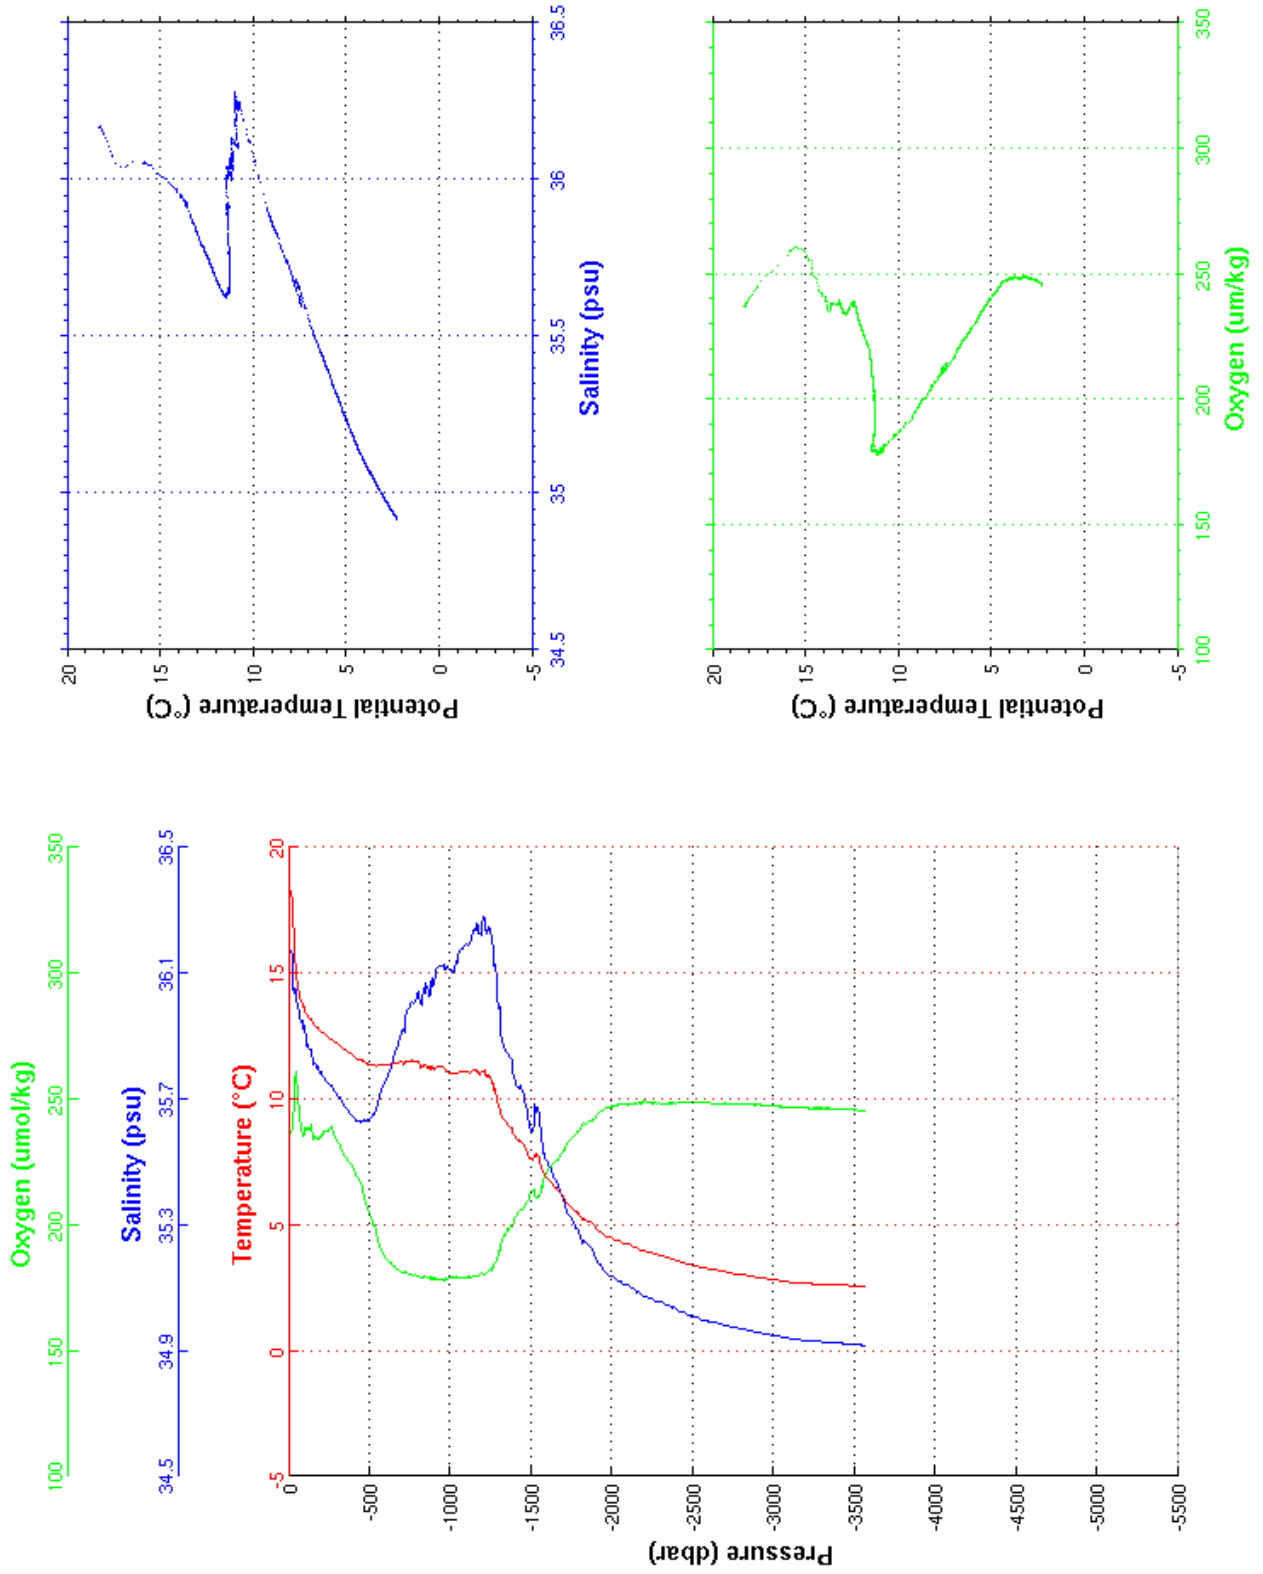 Oxygen (umol/kg)
100 150 200 250 300 350
Salinity (psu)
34.5 34.9 35.3 35.7 36.1 36.5
Temperature (°C)
-5 0 5 10 15 20
0
-500
-1000
-1500
-2000
-2500
-3000
-3500
-4000
-4500
-5000
-5500
Pressure (dbar)
20
15
10
5
0
-5
Potential Temperature (°C)
34.5 35 35.5 36 36.5
Salinity (psu)
20
15
10
5
0
-5
Potential Temperature (°C)
100 150 200 250 300 350
Oxygen (um/kg)